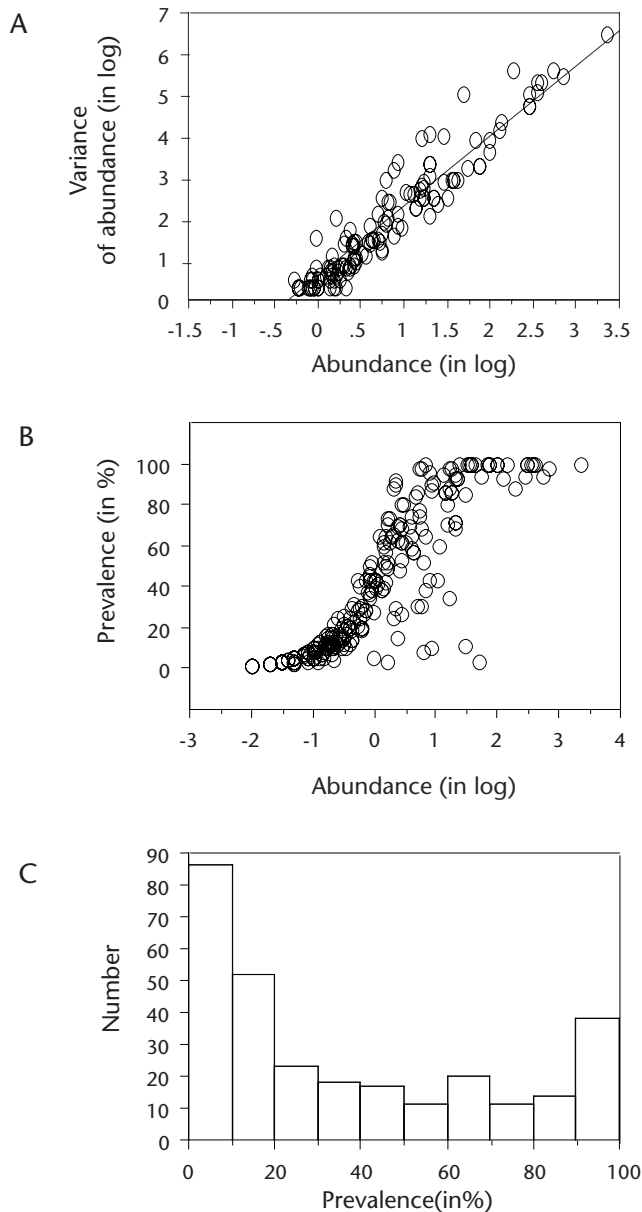 A
Variance
of abundance (in log)
7
6
5
4
3
2
1
0
-1.5 -1 -.5 0 .5 1 1.5 2 2.5 3 3.5
Abundance (in log)
B
Prevalence (in %)
100
80
60
40
20
0
-3 -2 -1 0 1 2 3 4
Abundance (in log)
C
Number
90
80
70
60
50
40
30
20
10
0
0 20 40 60 80 100
Prevalence(in%)